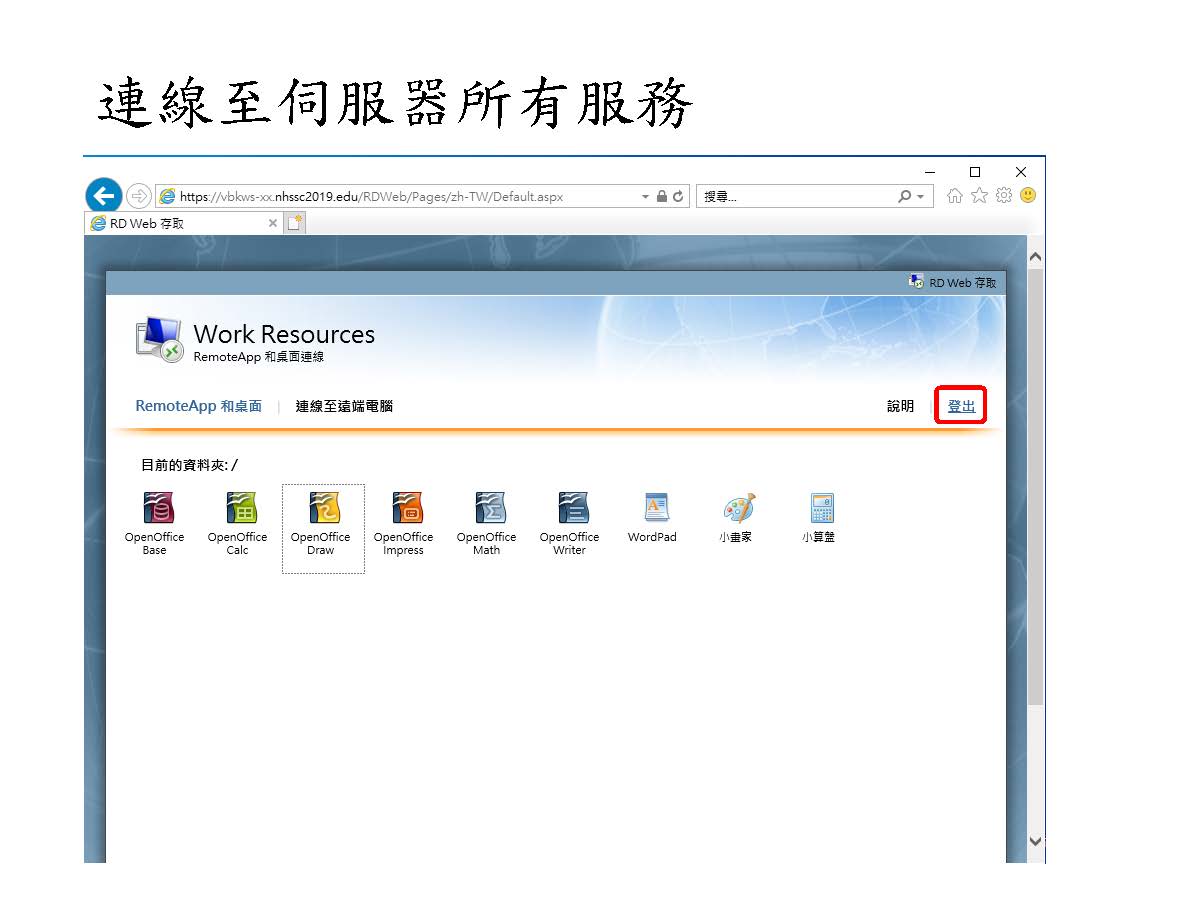 連線至伺服器所有服務
https://vbkws-xx.nhssc2019.edu/RDWeb/Pages/zh-TW/Default.aspx
搜尋...
RD Web 存取
RD Web 存取
Work Resources
RemoteApp 和桌面連線
RemoteApp 和桌面 | 連線至遠端電腦
說明 | 登出
目前的資料夾: /
OpenOffice Base
OpenOffice Calc
OpenOffice Draw
OpenOffice Impress
OpenOffice Math
OpenOffice Writer
WordPad
小畫家
小算盤